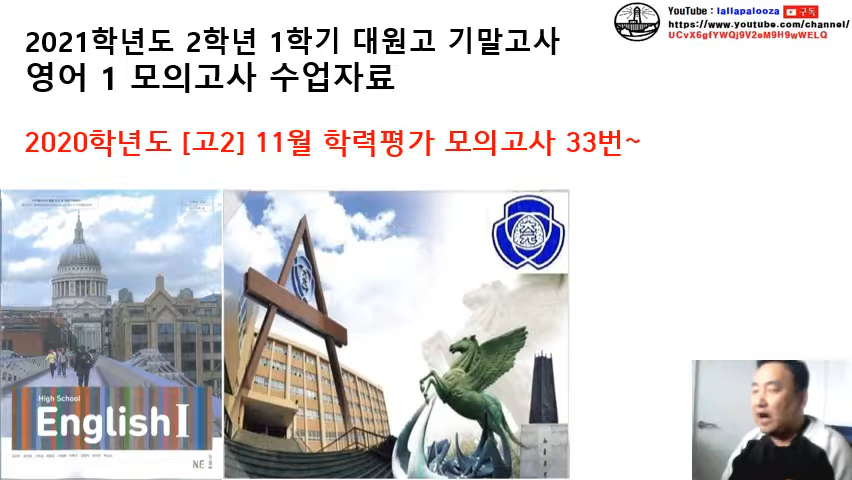 YouTube : lallapalooza 구독
https://www.youtube.com/channel/
UCvX6gfYWQj9V2eM9H9wWELQ
2021학년도 2학년 1학기 대원고 기말고사
영어 1 모의고사 수업자료
2020학년도 [고2] 11월 학력평가 모의고사 33번~
High School
English I
NE